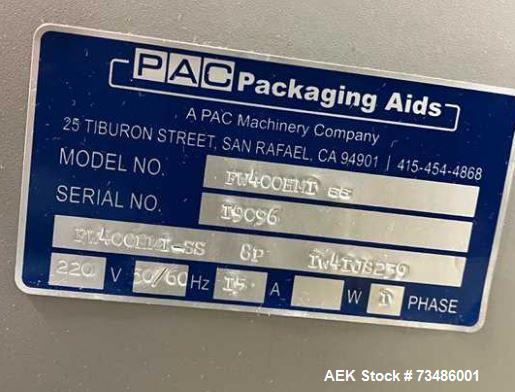 PAC Packaging Aids
A PAC Machinery Company
25 TIBURON STREET, SAN RAFAEL, CA 94901 | 415-454-4868
MODEL NO.
SERIAL NO. 19096
220 V 50/60 Hz 15 A W PHASE
AEK Stock # 73486001